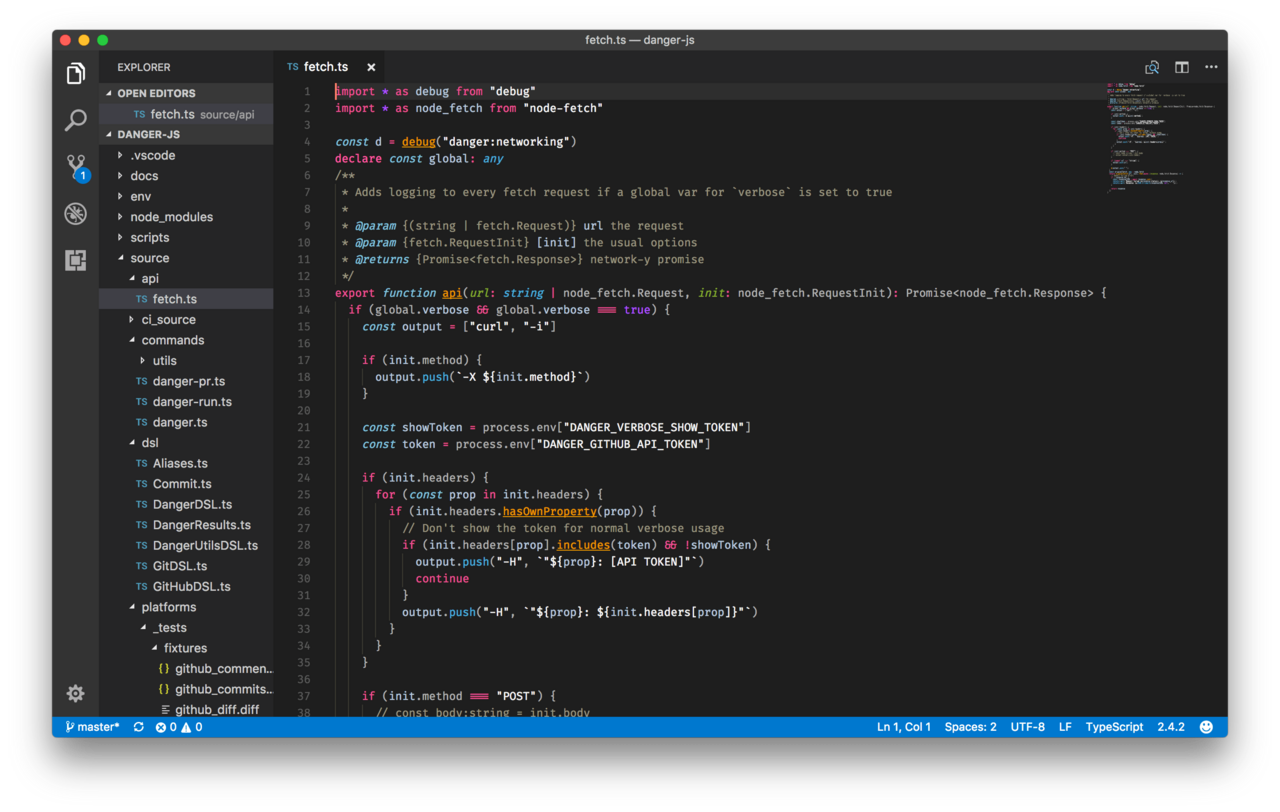 fetch.ts — danger-js
EXPLORER
OPEN EDITORS
TS fetch.ts source/api
DANGER-JS
.vscode
docs
env
node_modules
scripts
source
api
TS fetch.ts
ci_source
commands
utils
TS danger-pr.ts
TS danger-run.ts
TS danger.ts
dsl
TS Aliases.ts
TS Commit.ts
TS DangerDSL.ts
TS DangerResults.ts
TS DangerUtilsDSL.ts
TS GitDSL.ts
TS GitHubDSL.ts
platforms
_tests
fixtures
{} github_commen...
{} github_commits...
github_diff.diff
1
TS fetch.ts ×
1 import * as debug from "debug"
2 import * as node_fetch from "node-fetch"
3
4 const d = debug("danger:networking")
5 declare const global: any
6 /**
7 * Adds logging to every fetch request if a global var for `verbose` is set to true
8 *
9 * @param {(string | fetch.Request)} url the request
10 * @param {fetch.RequestInit} [init] the usual options
11 * @returns {Promise<fetch.Response>} network-y promise
12 */
13 export function api(url: string | node_fetch.Request, init: node_fetch.RequestInit): Promise<node_fetch.Response> {
14 if (global.verbose && global.verbose === true) {
15 const output = ["curl", "-i"]
16
17 if (init.method) {
18 output.push(`-X ${init.method}`)
19 }
20
21 const showToken = process.env["DANGER_VERBOSE_SHOW_TOKEN"]
22 const token = process.env["DANGER_GITHUB_API_TOKEN"]
23
24 if (init.headers) {
25 for (const prop in init.headers) {
26 if (init.headers.hasOwnProperty(prop)) {
27 // Don't show the token for normal verbose usage
28 if (init.headers[prop].includes(token) && !showToken) {
29 output.push("-H", `"${prop}: [API TOKEN]"`)
30 continue
31 }
32 output.push("-H", `"${prop}: ${init.headers[prop]}"`)
33 }
34 }
35 }
36
37 if (init.method === "POST") {
38 // const body:string = init.body
master* 0 0
Ln 1, Col 1 Spaces: 2 UTF-8 LF TypeScript 2.4.2